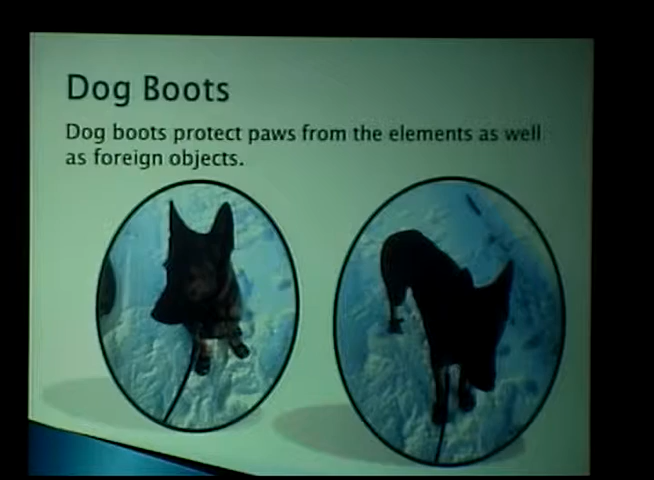 Dog Boots
Dog boots protect paws from the elements as well
as foreign objects.